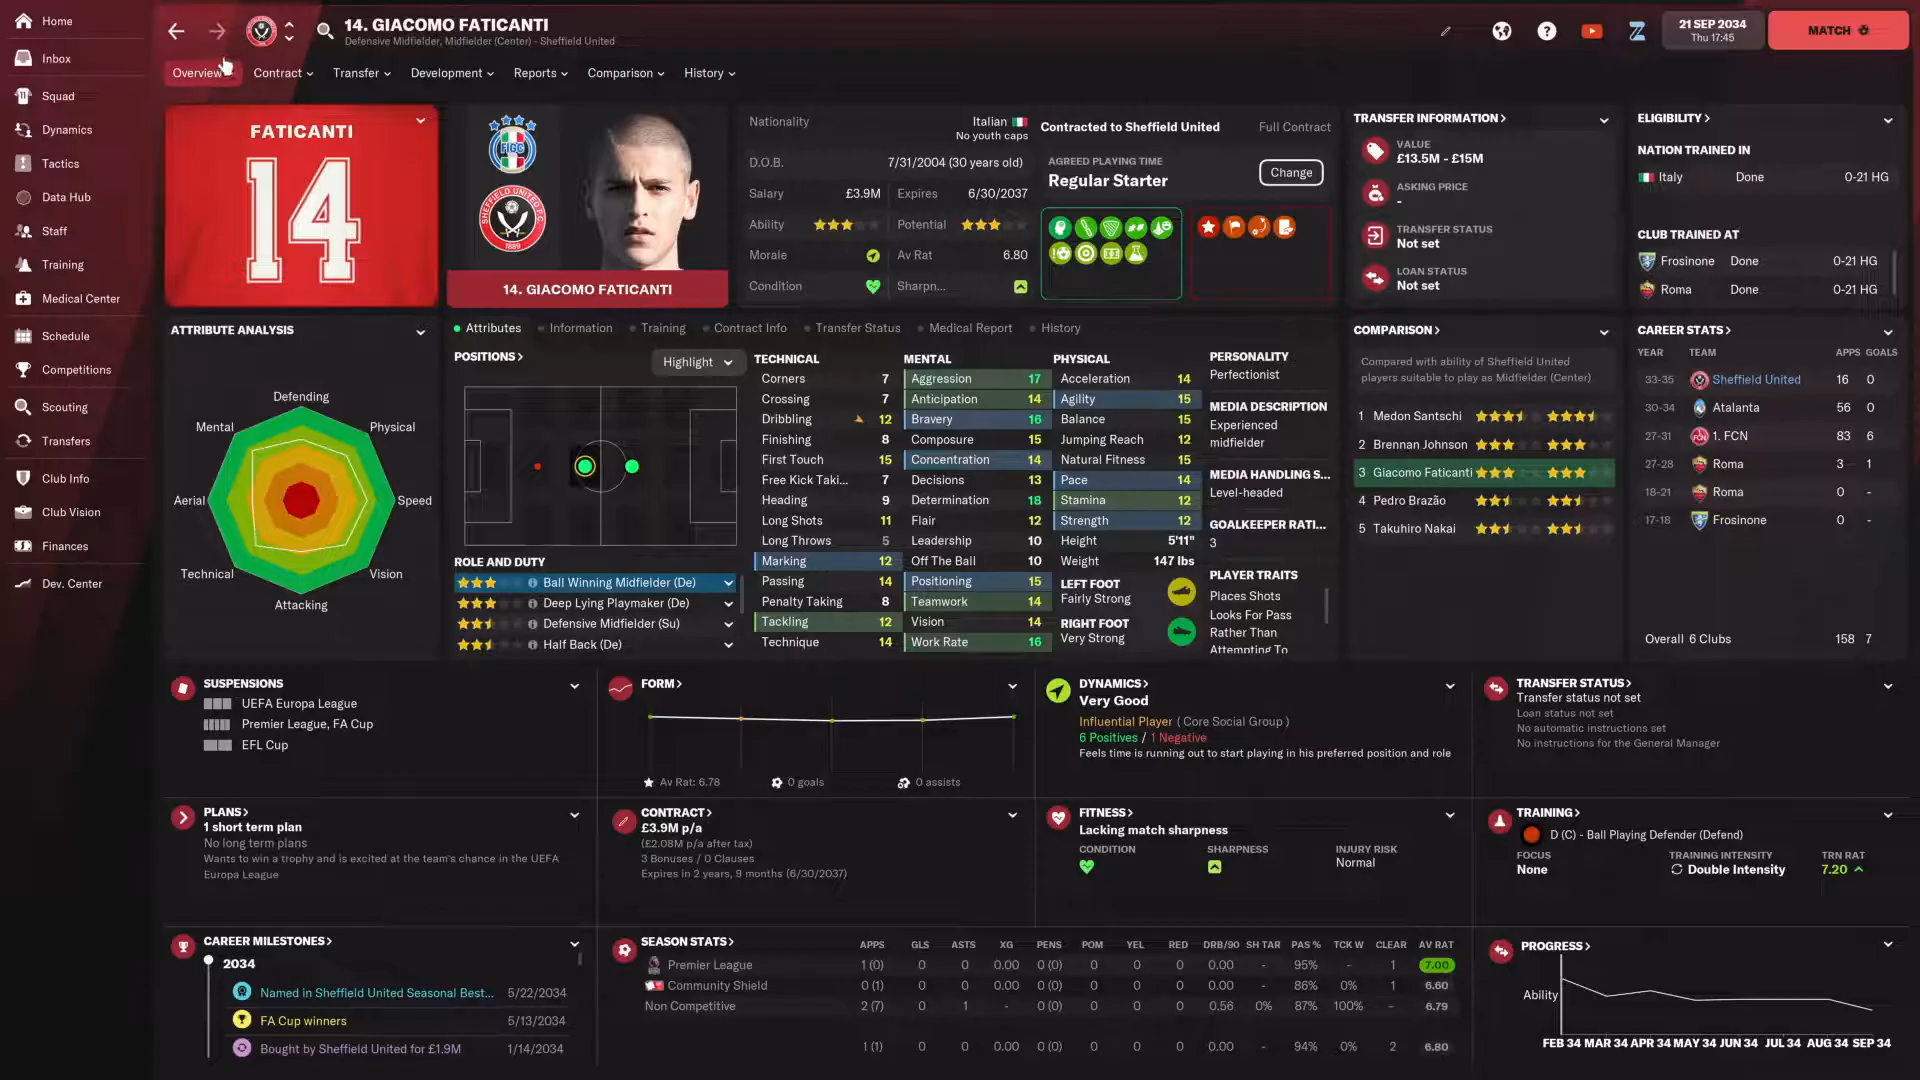 Home
Inbox
Squad
Dynamics
Tactics
Data Hub
Staff
Training
Medical Center
Schedule
Competitions
Scouting
Transfers
Club Info
Club Vision
Finances
Dev. Center
14. GIACOMO FATICANTI
Defensive Midfielder, Midfielder (Center) - Sheffield United
21 SEP 2034
Thu 17:45
MATCH
Overview
Contract
Transfer
Development
Reports
Comparison
History
FATICANTI
14
FIGC
SHEFFIELD UNITED F.C.
1889
14. GIACOMO FATICANTI
Nationality Italian
No youth caps
D.O.B. 7/31/2004 (30 years old)
Salary £3.9M Expires 6/30/2037
Ability Potential
Morale Av Rat 6.80
Condition Sharpn...
Contracted to Sheffield United Full Contract
AGREED PLAYING TIME
Regular Starter
Change
TRANSFER INFORMATION>
VALUE
£13.5M - £15M
ASKING PRICE
-
TRANSFER STATUS
Not set
LOAN STATUS
Not set
ELIGIBILITY>
NATION TRAINED IN
Italy Done 0-21 HG
CLUB TRAINED AT
Frosinone Done 0-21 HG
Roma Done 0-21 HG
ATTRIBUTE ANALYSIS
Defending
Physical
Speed
Vision
Attacking
Technical
Aerial
Mental
Attributes
Information
Training
Contract Info
Transfer Status
Medical Report
History
POSITIONS>
Highlight
ROLE AND DUTY
Ball Winning Midfielder (De)
Deep Lying Playmaker (De)
Defensive Midfielder (Su)
Half Back (De)
TECHNICAL
Corners 7
Crossing 7
Dribbling 12
Finishing 8
First Touch 15
Free Kick Taki... 7
Heading 9
Long Shots 11
Long Throws 5
Marking 12
Passing 14
Penalty Taking 8
Tackling 12
Technique 14
MENTAL
Aggression 17
Anticipation 14
Bravery 16
Composure 15
Concentration 14
Decisions 13
Determination 18
Flair 12
Leadership 10
Off The Ball 10
Positioning 15
Teamwork 14
Vision 14
Work Rate 16
PHYSICAL
Acceleration 14
Agility 15
Balance 15
Jumping Reach 12
Natural Fitness 15
Pace 14
Stamina 12
Strength 12
Height 5'11"
Weight 147 lbs
LEFT FOOT
Fairly Strong
RIGHT FOOT
Very Strong
PERSONALITY
Perfectionist
MEDIA DESCRIPTION
Experienced
midfielder
MEDIA HANDLING S...
Level-headed
GOALKEEPER RATI...
3
PLAYER TRAITS
Places Shots
Looks For Pass
Rather Than
Attempting To
COMPARISON>
Compared with ability of Sheffield United
players suitable to play as Midfielder (Center)
1 Medon Santschi
2 Brennan Johnson
3 Giacomo Faticanti
4 Pedro Brazão
5 Takuhiro Nakai
CAREER STATS>
YEAR TEAM APPS GOALS
33-35 Sheffield United 16 0
30-34 Atalanta 56 0
27-31 1. FCN 83 6
27-28 Roma 3 1
18-21 Roma 0 -
17-18 Frosinone 0 -
Overall 6 Clubs 158 7
SUSPENSIONS
UEFA Europa League
Premier League, FA Cup
EFL Cup
FORM>
Av Rat: 6.78
0 goals
0 assists
DYNAMICS>
Very Good
Influential Player ( Core Social Group )
6 Positives / 1 Negative
Feels time is running out to start playing in his preferred position and role
TRANSFER STATUS>
Transfer status not set
Loan status not set
No automatic instructions set
No instructions for the General Manager
PLANS>
1 short term plan
No long term plans
Wants to win a trophy and is excited at the team's chance in the UEFA
Europa League
CONTRACT>
£3.9M p/a
(£2.08M p/a after tax)
3 Bonuses / 0 Clauses
Expires in 2 years, 9 months (6/30/2037)
FITNESS>
Lacking match sharpness
CONDITION SHARPNESS INJURY RISK
Normal
TRAINING>
D (C) - Ball Playing Defender (Defend)
FOCUS TRAINING INTENSITY TRN RAT
None Double Intensity 7.20
CAREER MILESTONES>
2034
Named in Sheffield United Seasonal Best... 5/22/2034
FA Cup winners 5/13/2034
Bought by Sheffield United for £1.9M 1/14/2034
SEASON STATS> APPS GLS ASTS XG PENS POM YEL RED DRB/90 SH TAR PAS % TCK W CLEAR AV RAT
Premier League 1 (0) 0 0 0.00 0 (0) 0 0 0 0.00 - 95% - 1 7.00
Community Shield 0 (1) 0 0 0.00 0 (0) 0 0 0 0.00 - 86% 0% 1 6.60
Non Competitive 2 (7) 0 1 - 0 (0) 0 0 0 0.56 0% 87% 100% - 6.79
1 (1) 0 0 0.00 0 (0) 0 0 0 0.00 - 94% 0% 2 6.80
PROGRESS>
Ability
FEB 34 MAR 34 APR 34 MAY 34 JUN 34 JUL 34 AUG 34 SEP 34